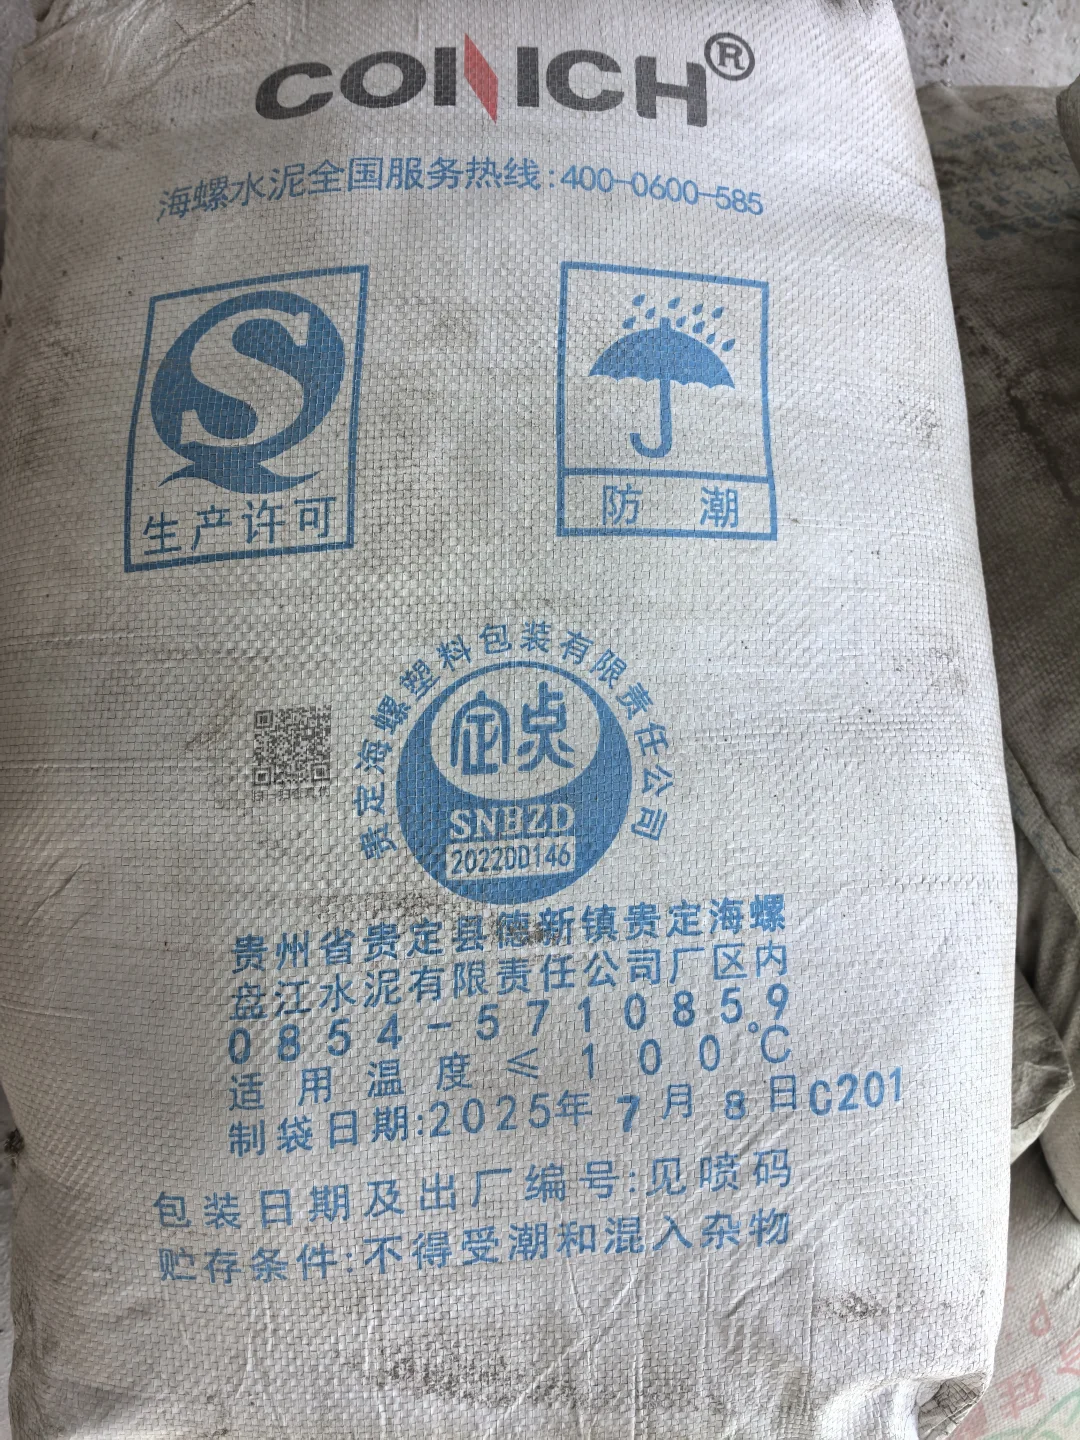 CONCH®
海螺水泥全国服务热线:400-0600-585
生产许可
防 潮
贵定海螺塑料包装有限责任公司
定点
SNBZD
2022DD146
贵州省贵定县德新镇贵定海螺
盘江水泥有限责任公司厂区内
0854-5710859
适用温度≤100℃
制袋日期:2025年7月8日C201
包装日期及出厂编号:见喷码
贮存条件:不得受潮和混入杂物